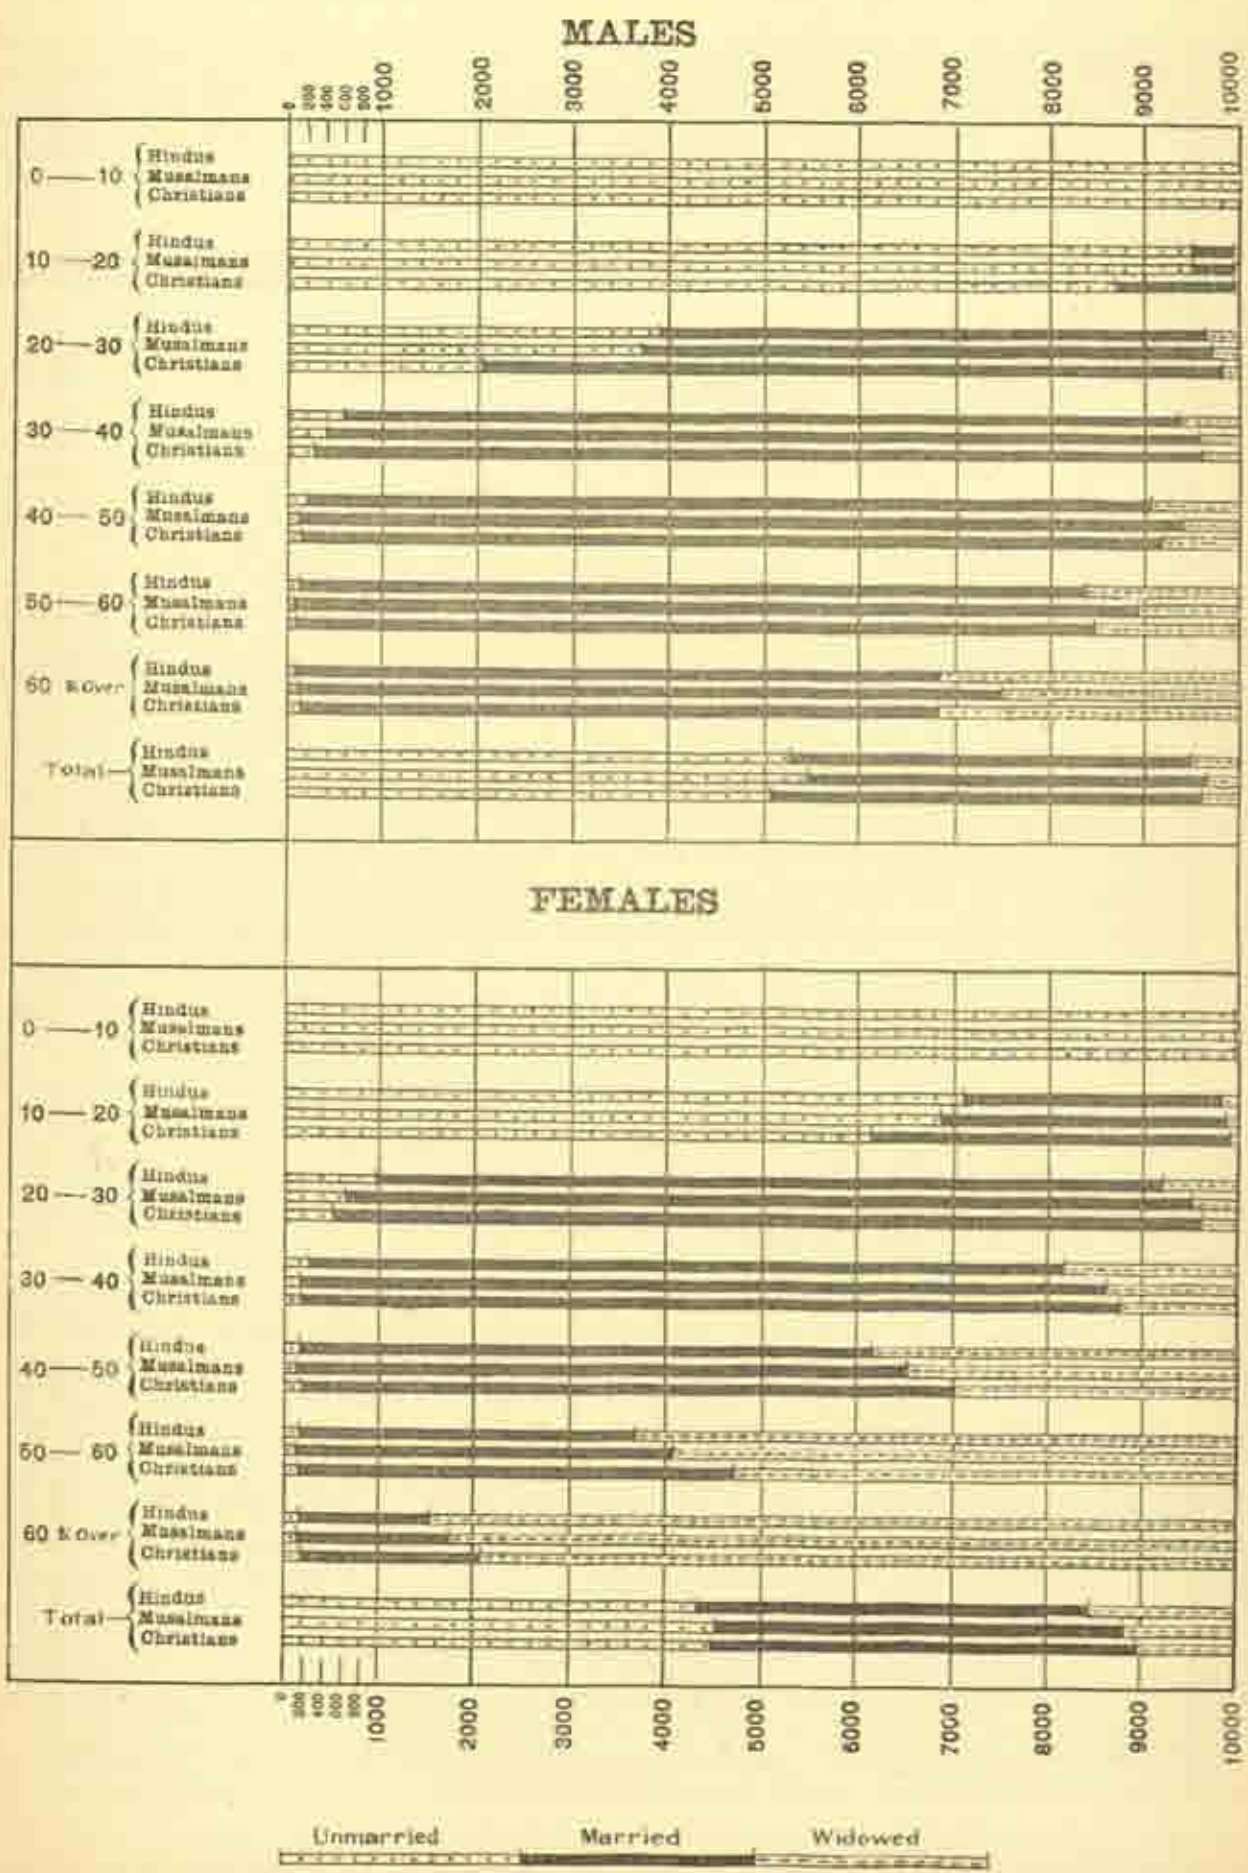 MALES
0 200 400 600 800 1000 2000 3000 4000 5000 6000 7000 8000 9000 10000
Hindus
0—10 Musalmans
Christians
Hindus
10—20 Musalmans
Christians
Hindus
20—30 Musalmans
Christians
Hindus
30—40 Musalmans
Christians
Hindus
40—50 Musalmans
Christians
Hindus
50—60 Musalmans
Christians
Hindus
60 & Over Musalmans
Christians
Hindus
Total Musalmans
Christians
FEMALES
Hindus
0—10 Musalmans
Christians
Hindus
10—20 Musalmans
Christians
Hindus
20—30 Musalmans
Christians
Hindus
30—40 Musalmans
Christians
Hindus
40—50 Musalmans
Christians
Hindus
50—60 Musalmans
Christians
Hindus
60 & Over Musalmans
Christians
Hindus
Total Musalmans
Christians
0 200 400 600 800 1000 2000 3000 4000 5000 6000 7000 8000 9000 10000
Unmarried Married Widowed